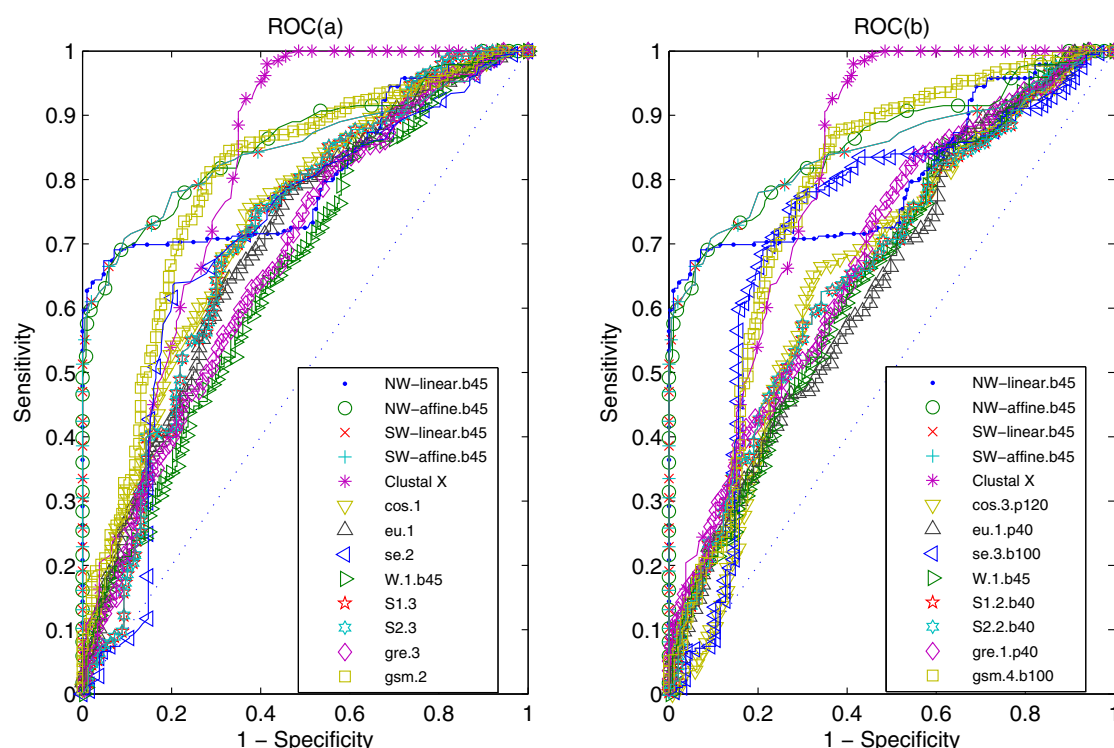 ROC(a)
1
0.9
0.8
0.7
0.6
0.5
0.4
0.3
0.2
0.1
0
Sensitivity
0
0.2
0.4
0.6
0.8
1
1 − Specificity
NW−linear.b45
NW−affine.b45
SW−linear.b45
SW−affine.b45
Clustal X
cos.1
eu.1
se.2
W.1.b45
S1.3
S2.3
gre.3
gsm.2
ROC(b)
1
0.9
0.8
0.7
0.6
0.5
0.4
0.3
0.2
0.1
0
Sensitivity
0
0.2
0.4
0.6
0.8
1
1 − Specificity
NW−linear.b45
NW−affine.b45
SW−linear.b45
SW−affine.b45
Clustal X
cos.3.p120
eu.1.p40
se.3.b100
W.1.b45
S1.2.b40
S2.2.b40
gre.1.p40
gsm.4.b100